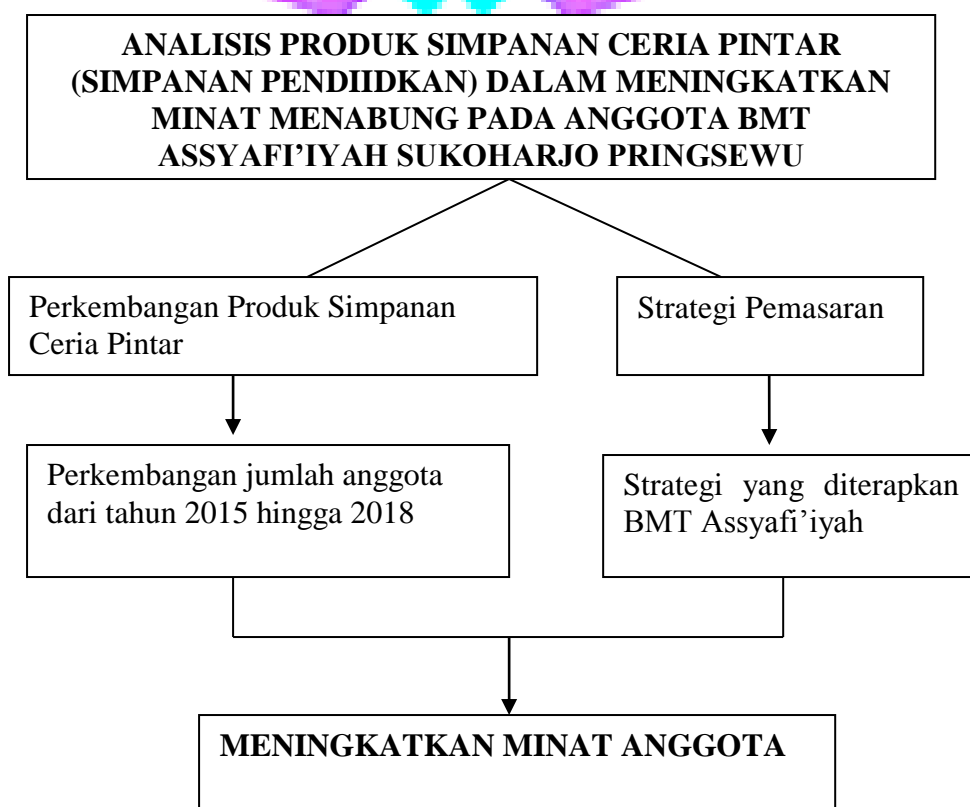 ANALISIS PRODUK SIMPANAN CERIA PINTAR
(SIMPANAN PENDIIDKAN) DALAM MENINGKATKAN
MINAT MENABUNG PADA ANGGOTA BMT
ASSYAFI’IYAH SUKOHARJO PRINGSEWU
Perkembangan Produk Simpanan
Ceria Pintar
Strategi Pemasaran
Perkembangan jumlah anggota
dari tahun 2015 hingga 2018
Strategi yang diterapkan
BMT Assyafi’iyah
MENINGKATKAN MINAT ANGGOTA